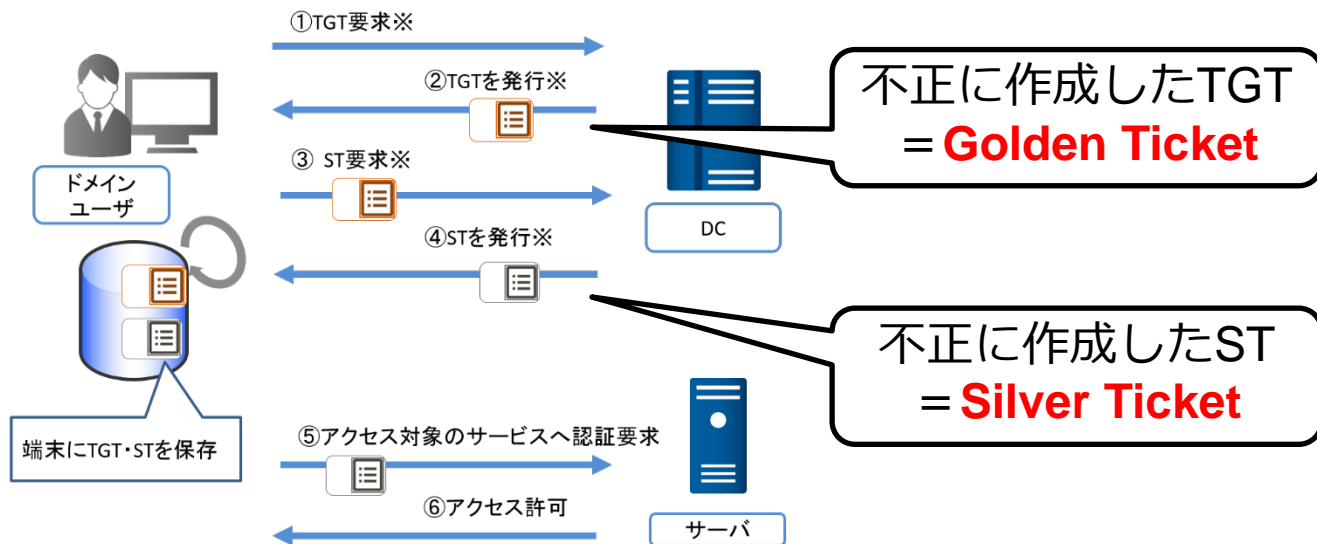 ①TGT要求※
②TGTを発行※
不正に作成したTGT
＝Golden Ticket
③ ST要求※
ドメイン
ユーザ
DC
④STを発行※
不正に作成したST
＝Silver Ticket
端末にTGT･STを保存
⑤アクセス対象のサービスへ認証要求
⑥アクセス許可
サーバ